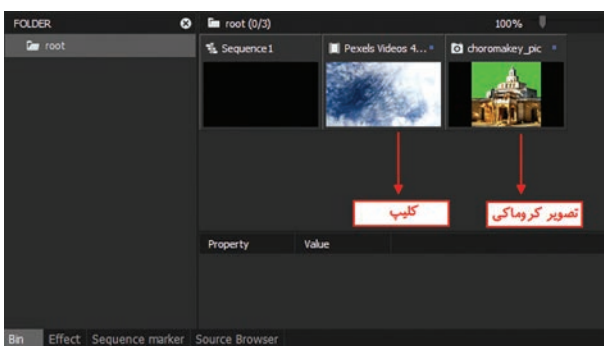 FOLDER
root (0/3)
100%
root
Sequence1
Pexels Videos 4...
choromakey_pic
کلیپ
تصویر کروماکی
Property Value
Bin Effect Sequence marker Source Browser